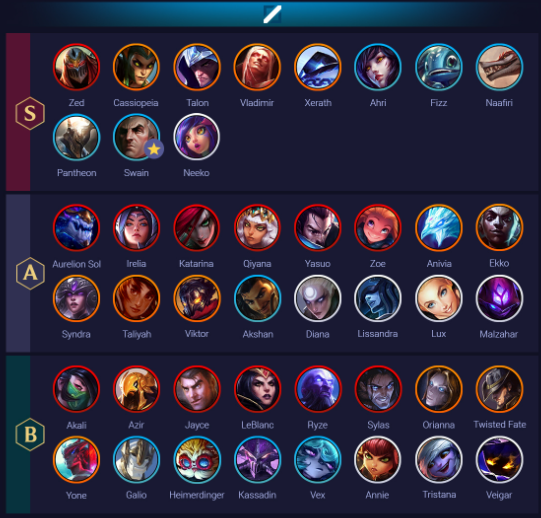 S
Zed Cassiopeia Talon Vladimir Xerath Ahri Fizz Naafiri
Pantheon Swain Neeko
A
Aurelion Sol Irelia Katarina Qiyana Yasuo Zoe Anivia Ekko
Syndra Taliyah Viktor Akshan Diana Lissandra Lux Malzahar
B
Akali Azir Jayce LeBlanc Ryze Sylas Orianna Twisted Fate
Yone Galio Heimerdinger Kassadin Vex Annie Tristana Veigar